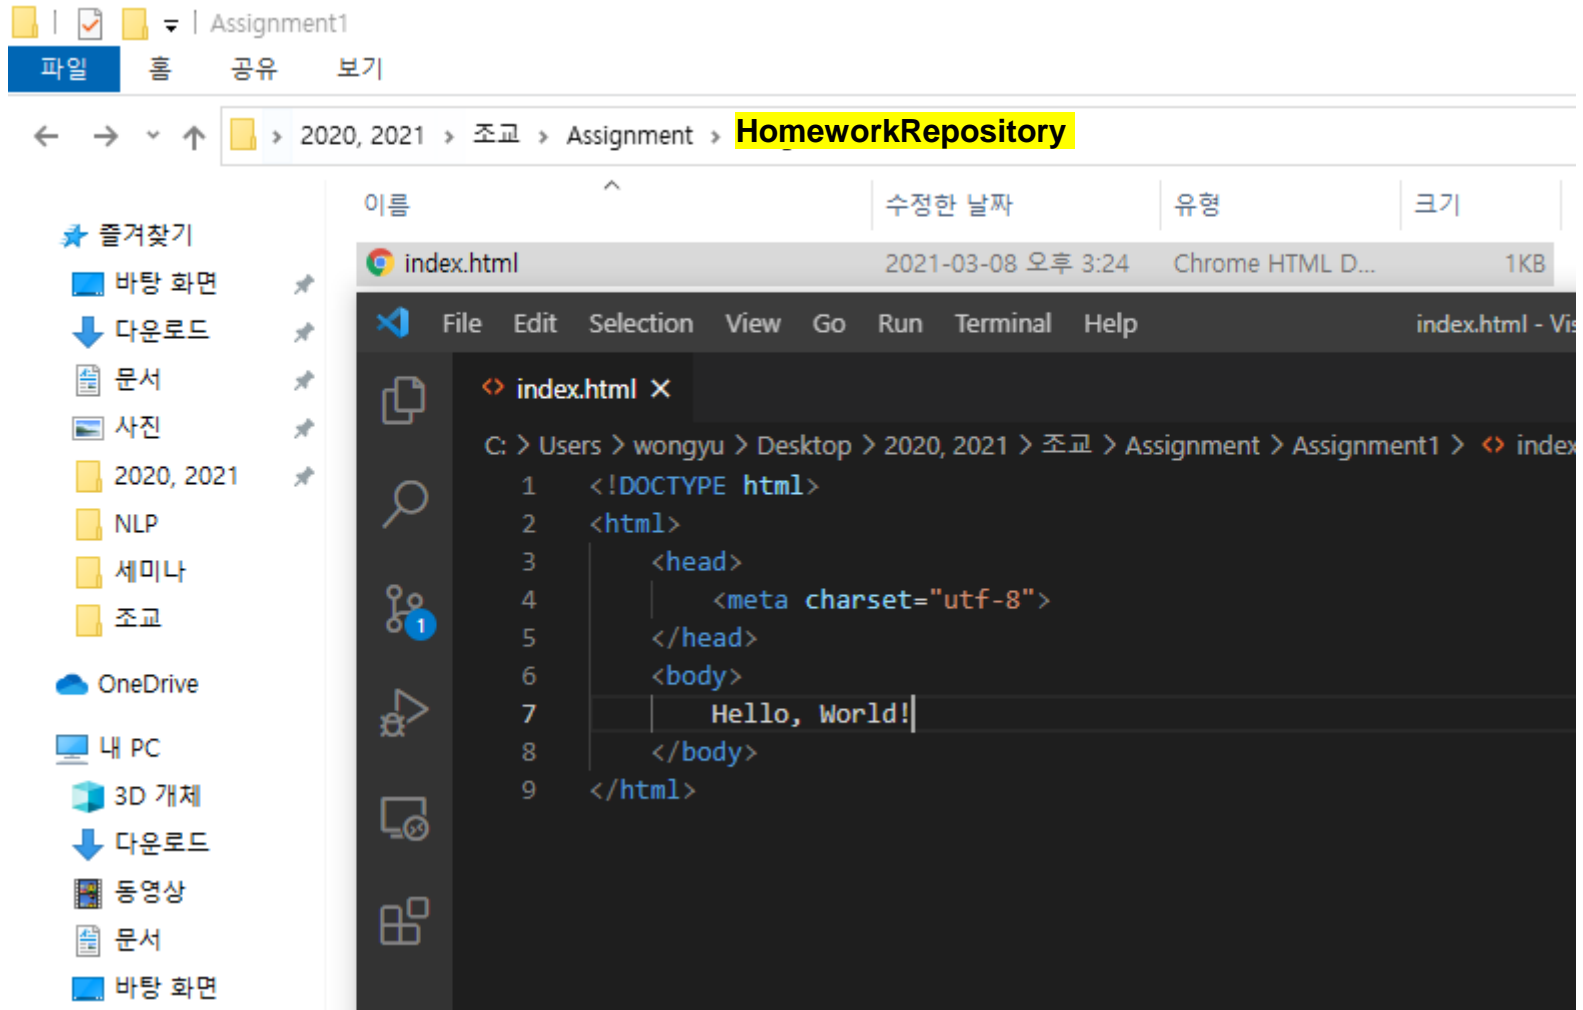 Assignment1
파일 홈 공유 보기
2020, 2021 > 조교 > Assignment > HomeworkRepository
이름 수정한 날짜 유형 크기
즐겨찾기
index.html 2021-03-08 오후 3:24 Chrome HTML D... 1KB
바탕 화면
다운로드
문서
사진
2020, 2021
NLP
세미나
조교
OneDrive
내 PC
3D 개체
다운로드
동영상
문서
바탕 화면
File Edit Selection View Go Run Terminal Help index.html - Vis
index.html
C: > Users > wongyu > Desktop > 2020, 2021 > 조교 > Assignment > Assignment1 > <> index
1 <!DOCTYPE html>
2 <html>
3 <head>
4 <meta charset="utf-8">
5 </head>
6 <body>
7 Hello, World!
8 </body>
9 </html>
1